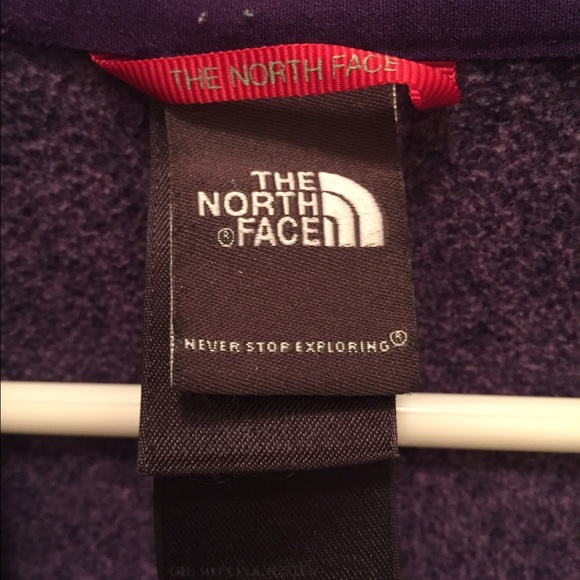 THE NORTH FACE
THE
NORTH
® FACE
NEVER STOP EXPLORING®